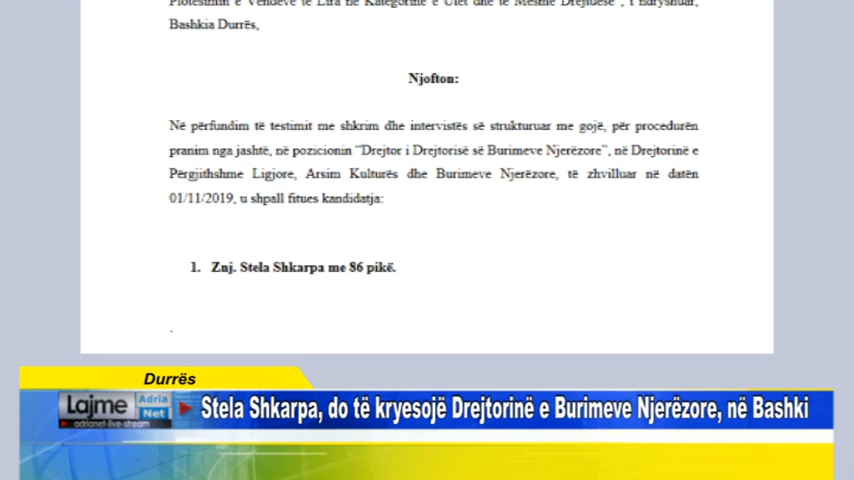 Plotësimin e Vendeve të Lira në Kategorinë e Ulët dhe të Mesme Drejtuese", i ndryshuar,
Bashkia Durrës,
Njofton:
Në përfundim të testimit me shkrim dhe intervistës së strukturuar me gojë, për procedurën
pranim nga jashtë, në pozicionin "Drejtor i Drejtorisë së Burimeve Njerëzore", në Drejtorinë e
Përgjithshme Ligjore, Arsim Kulturës dhe Burimeve Njerëzore, të zhvilluar në datën
01/11/2019, u shpall fitues kandidatja:
1. Znj. Stela Shkarpa me 86 pikë.
.
Durrës
Lajme Adria Net
adrianet-live-stream
Stela Shkarpa, do të kryesojë Drejtorinë e Burimeve Njerëzore, në Bashki